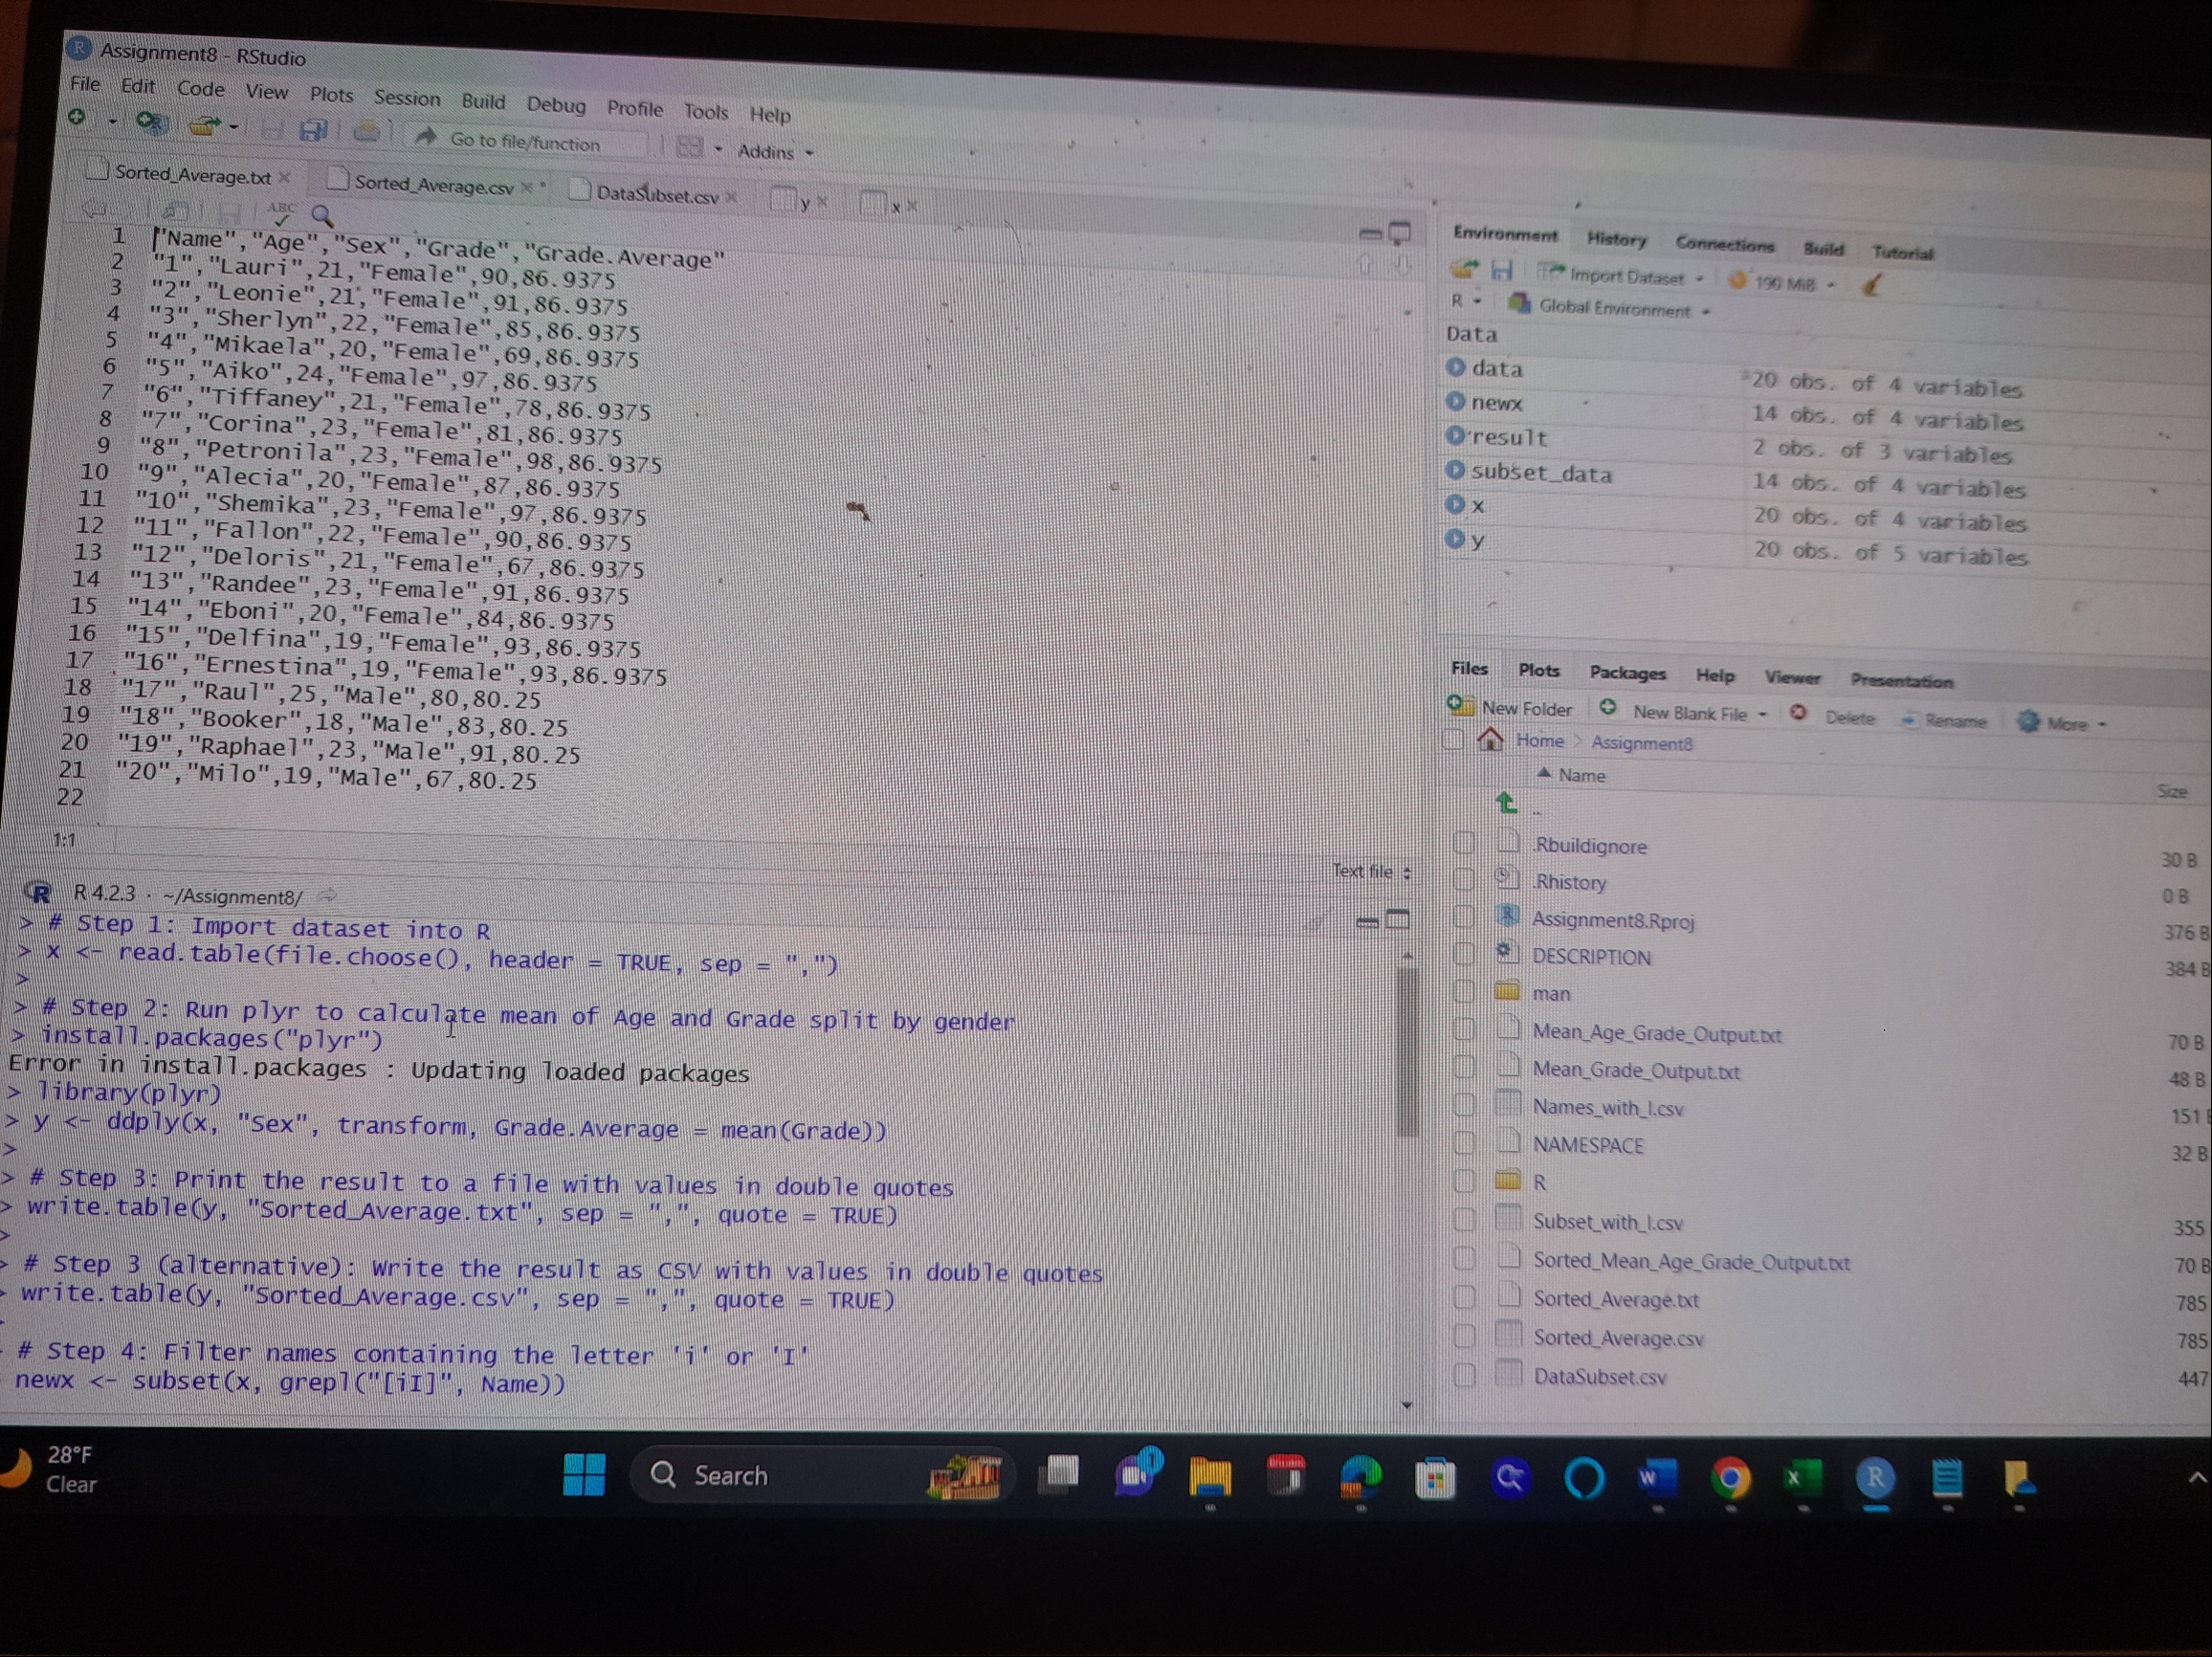 Assignment8 - RStudio
File Edit Code View Plots Session Build Debug Profile Tools Help
Go to file/function Addins
Sorted_Average.txt Sorted_Average.csv DataSubset.csv y x
ABC
1 "Name","Age","Sex","Grade","Grade.Average"
2 "1","Lauri",21,"Female",90,86.9375
3 "2","Leonie",21,"Female",91,86.9375
4 "3","Sherlyn",22,"Female",85,86.9375
5 "4","Mikaela",20,"Female",69,86.9375
6 "5","Aiko",24,"Female",97,86.9375
7 "6","Tiffaney",21,"Female",78,86.9375
8 "7","Corina",23,"Female",81,86.9375
9 "8","Petronila",23,"Female",98,86.9375
10 "9","Alecia",20,"Female",87,86.9375
11 "10","Shemika",23,"Female",97,86.9375
12 "11","Fallon",22,"Female",90,86.9375
13 "12","Deloris",21,"Female",67,86.9375
14 "13","Randee",23,"Female",91,86.9375
15 "14","Eboni",20,"Female",84,86.9375
16 "15","Delfina",19,"Female",93,86.9375
17 "16","Ernestina",19,"Female",93,86.9375
18 "17","Raul",25,"Male",80,80.25
19 "18","Booker",18,"Male",83,80.25
20 "19","Raphael",23,"Male",91,80.25
21 "20","Milo",19,"Male",67,80.25
22
1:1
Text file
R 4.2.3 · ~/Assignment8/
> # Step 1: Import dataset into R
> x <- read.table(file.choose(), header = TRUE, sep = ",")
>
> # Step 2: Run plyr to calculate mean of Age and Grade split by gender
> install.packages("plyr")
Error in install.packages : Updating loaded packages
> library(plyr)
> y <- ddply(x, "Sex", transform, Grade.Average = mean(Grade))
>
> # Step 3: Print the result to a file with values in double quotes
> write.table(y, "Sorted_Average.txt", sep = ",", quote = TRUE)
>
> # Step 3 (alternative): Write the result as CSV with values in double quotes
> write.table(y, "Sorted_Average.csv", sep = ",", quote = TRUE)
# Step 4: Filter names containing the letter 'i' or 'I'
newx <- subset(x, grepl("[iI]", Name))
Environment History Connections Build Tutorial
Import Dataset 190 MiB
R Global Environment
Data
data 20 obs. of 4 variables
newx 14 obs. of 4 variables
result 2 obs. of 3 variables
subset_data 14 obs. of 4 variables
x 20 obs. of 4 variables
y 20 obs. of 5 variables
Files Plots Packages Help Viewer Presentation
New Folder New Blank File Delete Rename More
Home Assignment8
Name Size
..
.Rbuildignore 30 B
.Rhistory 0 B
Assignment8.Rproj 376 B
DESCRIPTION 384 B
man
Mean_Age_Grade_Output.txt 70 B
Mean_Grade_Output.txt 48 B
Names_with_I.csv 151 B
NAMESPACE 32 B
R
Subset_with_I.csv 355
Sorted_Mean_Age_Grade_Output.txt 70 B
Sorted_Average.txt 785
Sorted_Average.csv 785
DataSubset.csv 447
28°F
Clear
Search